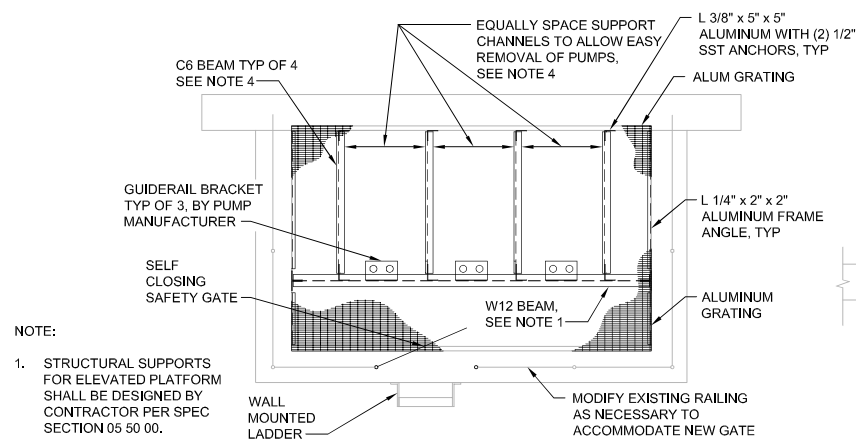 EQUALLY SPACE SUPPORT
CHANNELS TO ALLOW EASY
REMOVAL OF PUMPS,
SEE NOTE 4
L 3/8" x 5" x 5"
ALUMINUM WITH (2) 1/2"
SST ANCHORS, TYP
C6 BEAM TYP OF 4
SEE NOTE 4
ALUM GRATING
GUIDERAIL BRACKET
TYP OF 3, BY PUMP
MANUFACTURER
L 1/4" x 2" x 2"
ALUMINUM FRAME
ANGLE, TYP
SELF
CLOSING
SAFETY GATE
W12 BEAM,
SEE NOTE 1
ALUMINUM
GRATING
NOTE:
1. STRUCTURAL SUPPORTS
FOR ELEVATED PLATFORM
SHALL BE DESIGNED BY
CONTRACTOR PER SPEC
SECTION 05 50 00.
WALL
MOUNTED
LADDER
MODIFY EXISTING RAILING
AS NECESSARY TO
ACCOMMODATE NEW GATE